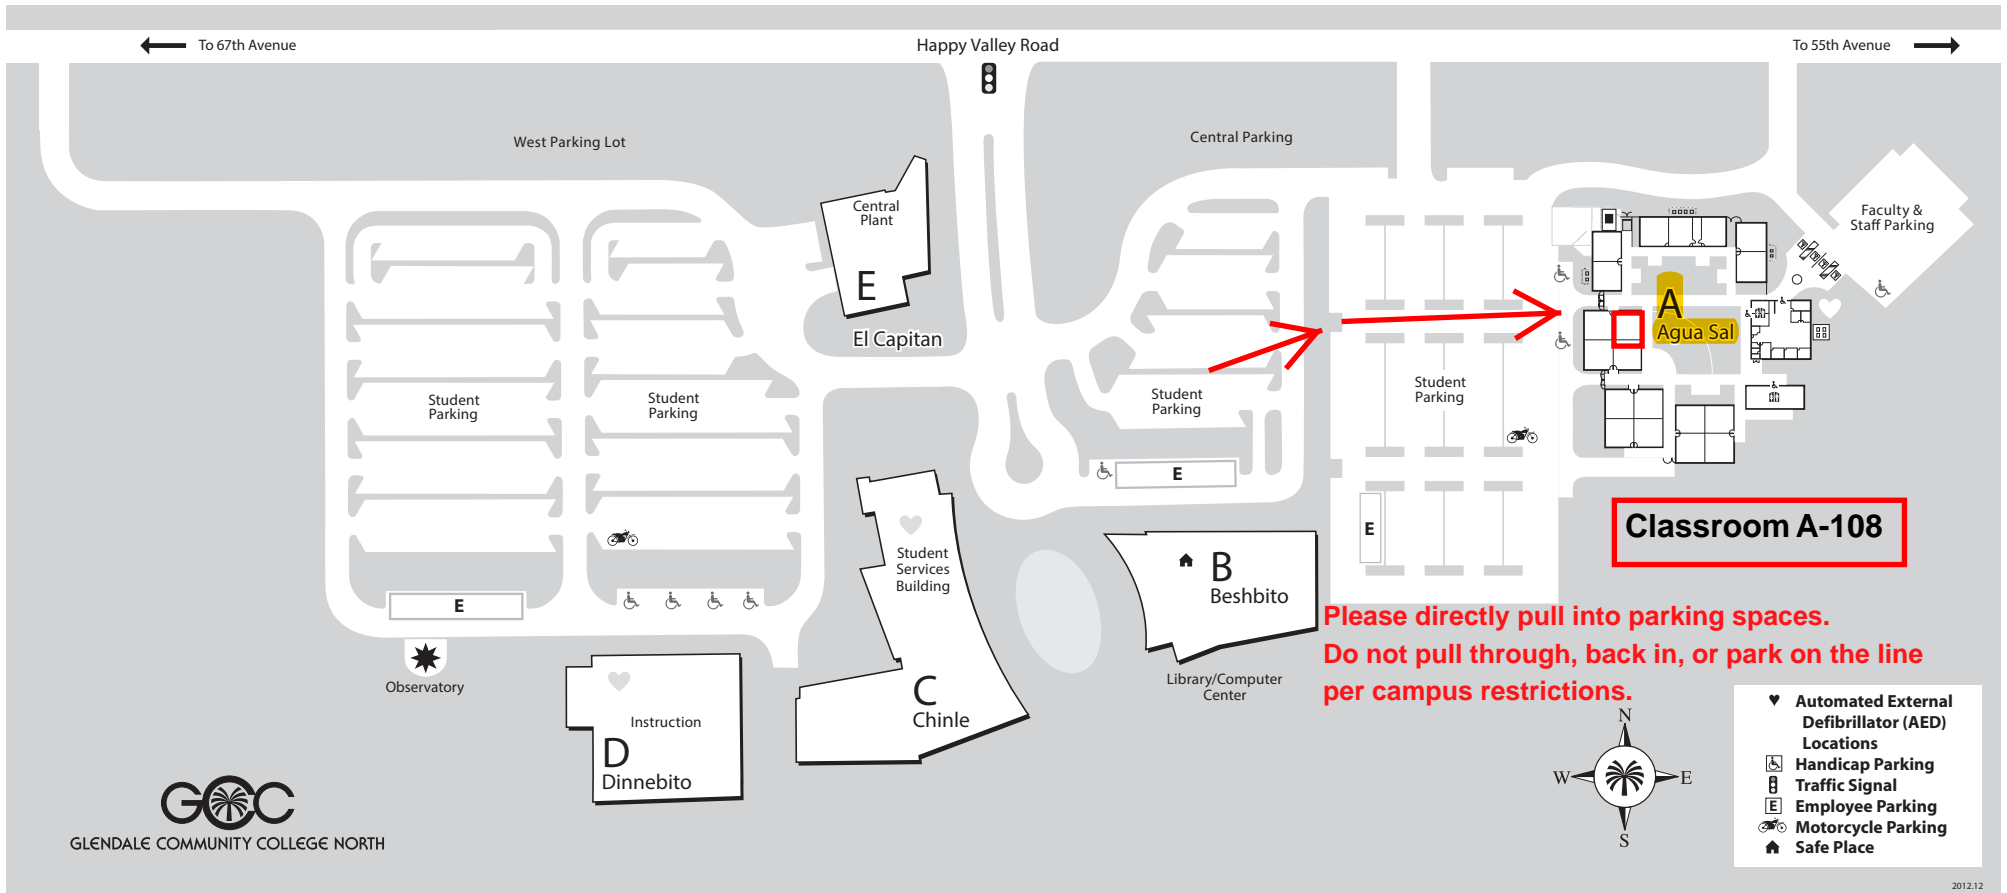 To 67th Avenue
Happy Valley Road
To 55th Avenue
West Parking Lot
Central Parking
Central
Plant
E
El Capitan
Faculty &
Staff Parking
A
Agua Sal
Student
Parking
Student
Parking
Student
Parking
Student
Parking
E
E
E
Classroom A-108
Student
Services
Building
C
Chinle
B
Beshbito
Library/Computer
Center
Observatory
Instruction
D
Dinnebito
Please directly pull into parking spaces.
Do not pull through, back in, or park on the line
per campus restrictions.
N
W
E
S
Automated External
Defibrillator (AED)
Locations
Handicap Parking
Traffic Signal
E Employee Parking
Motorcycle Parking
Safe Place
GCC
GLENDALE COMMUNITY COLLEGE NORTH
2012.12